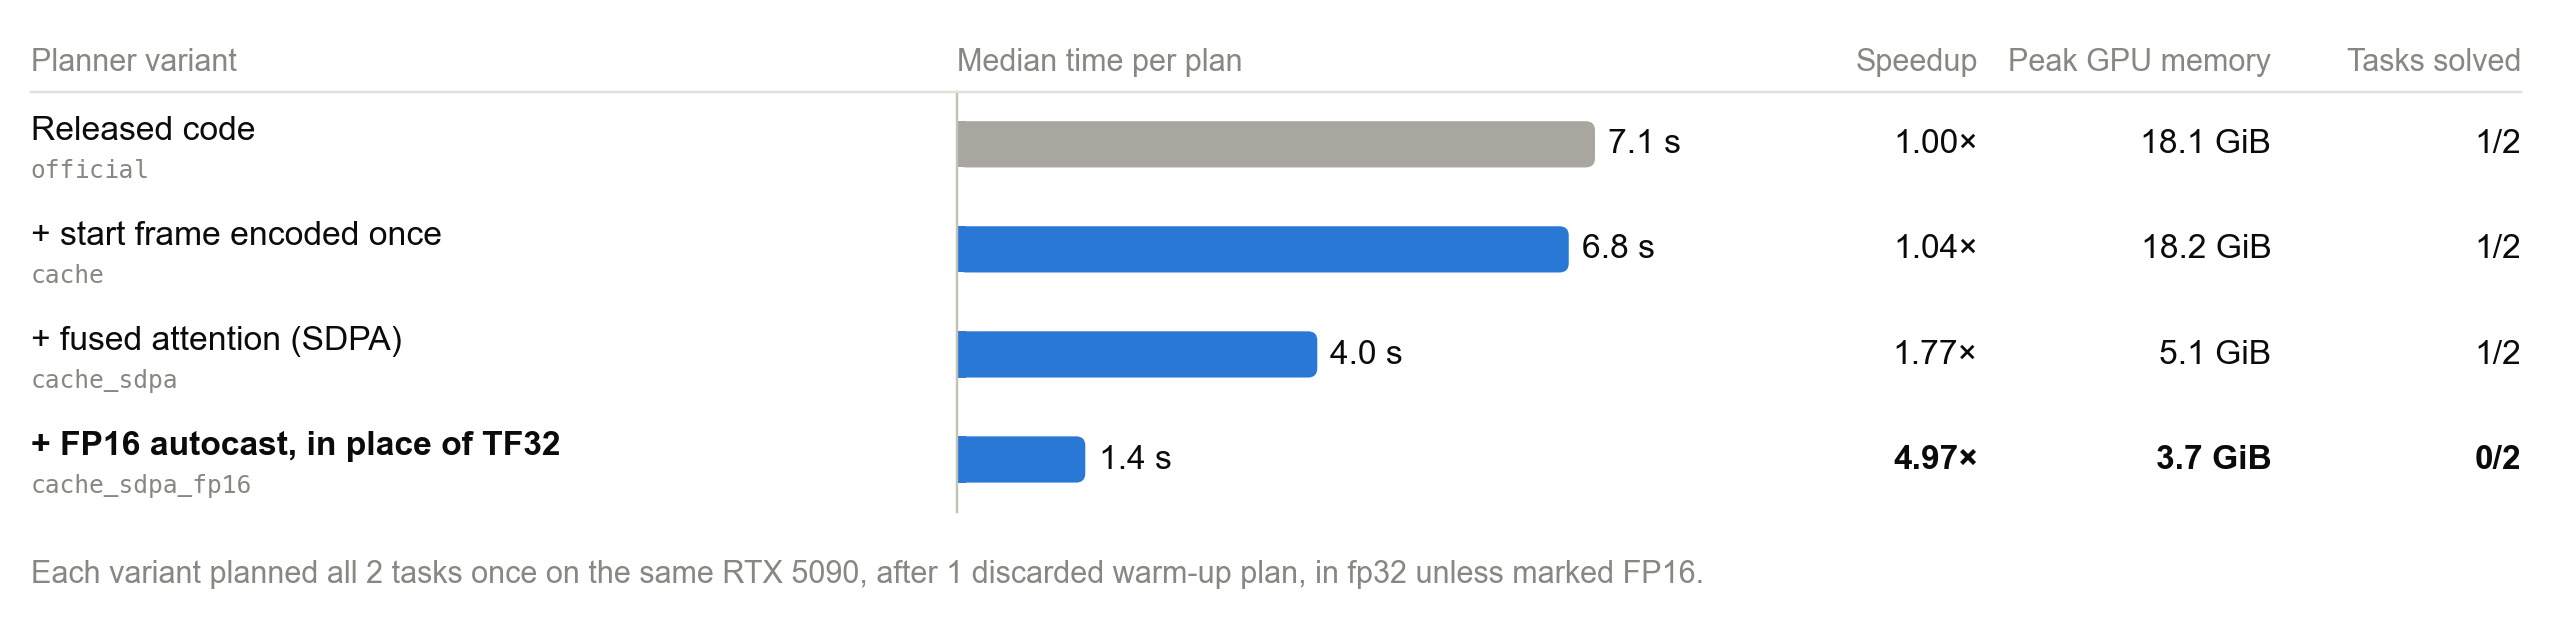 Planner variant Median time per plan Speedup Peak GPU memory Tasks solved
Released code 7.1 s 1.00× 18.1 GiB 1/2
official
+ start frame encoded once 6.8 s 1.04× 18.2 GiB 1/2
cache
+ fused attention (SDPA) 4.0 s 1.77× 5.1 GiB 1/2
cache_sdpa
+ FP16 autocast, in place of TF32 1.4 s 4.97× 3.7 GiB 0/2
cache_sdpa_fp16
Each variant planned all 2 tasks once on the same RTX 5090, after 1 discarded warm-up plan, in fp32 unless marked FP16.